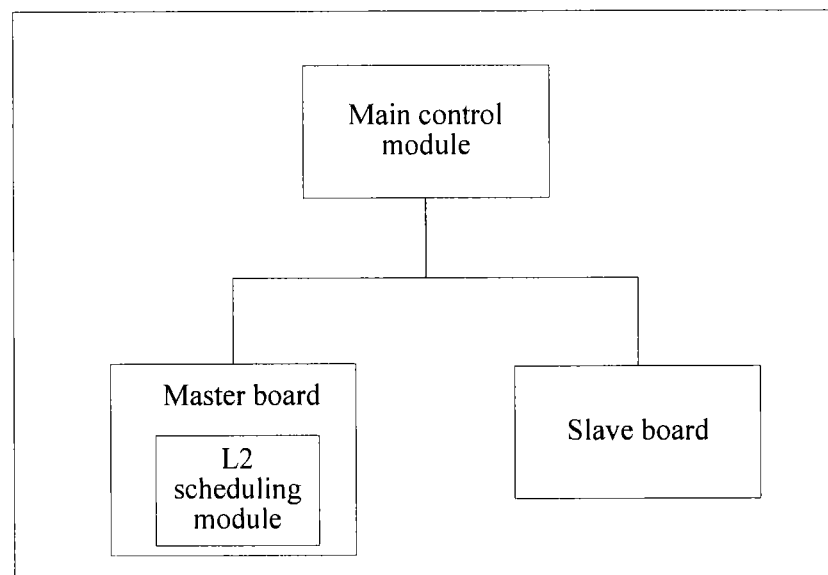 Main control
module
Master board
Slave board
L2
scheduling
module